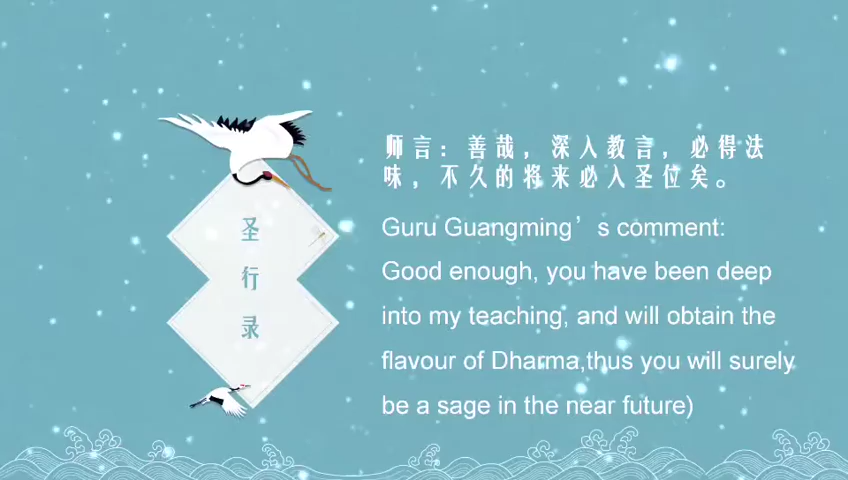 圣行录
师言：善哉，深入教言，必得法
味，不久的将来必入圣位矣。
Guru Guangming’s comment:
Good enough, you have been deep
into my teaching, and will obtain the
flavour of Dharma,thus you will surely
be a sage in the near future)